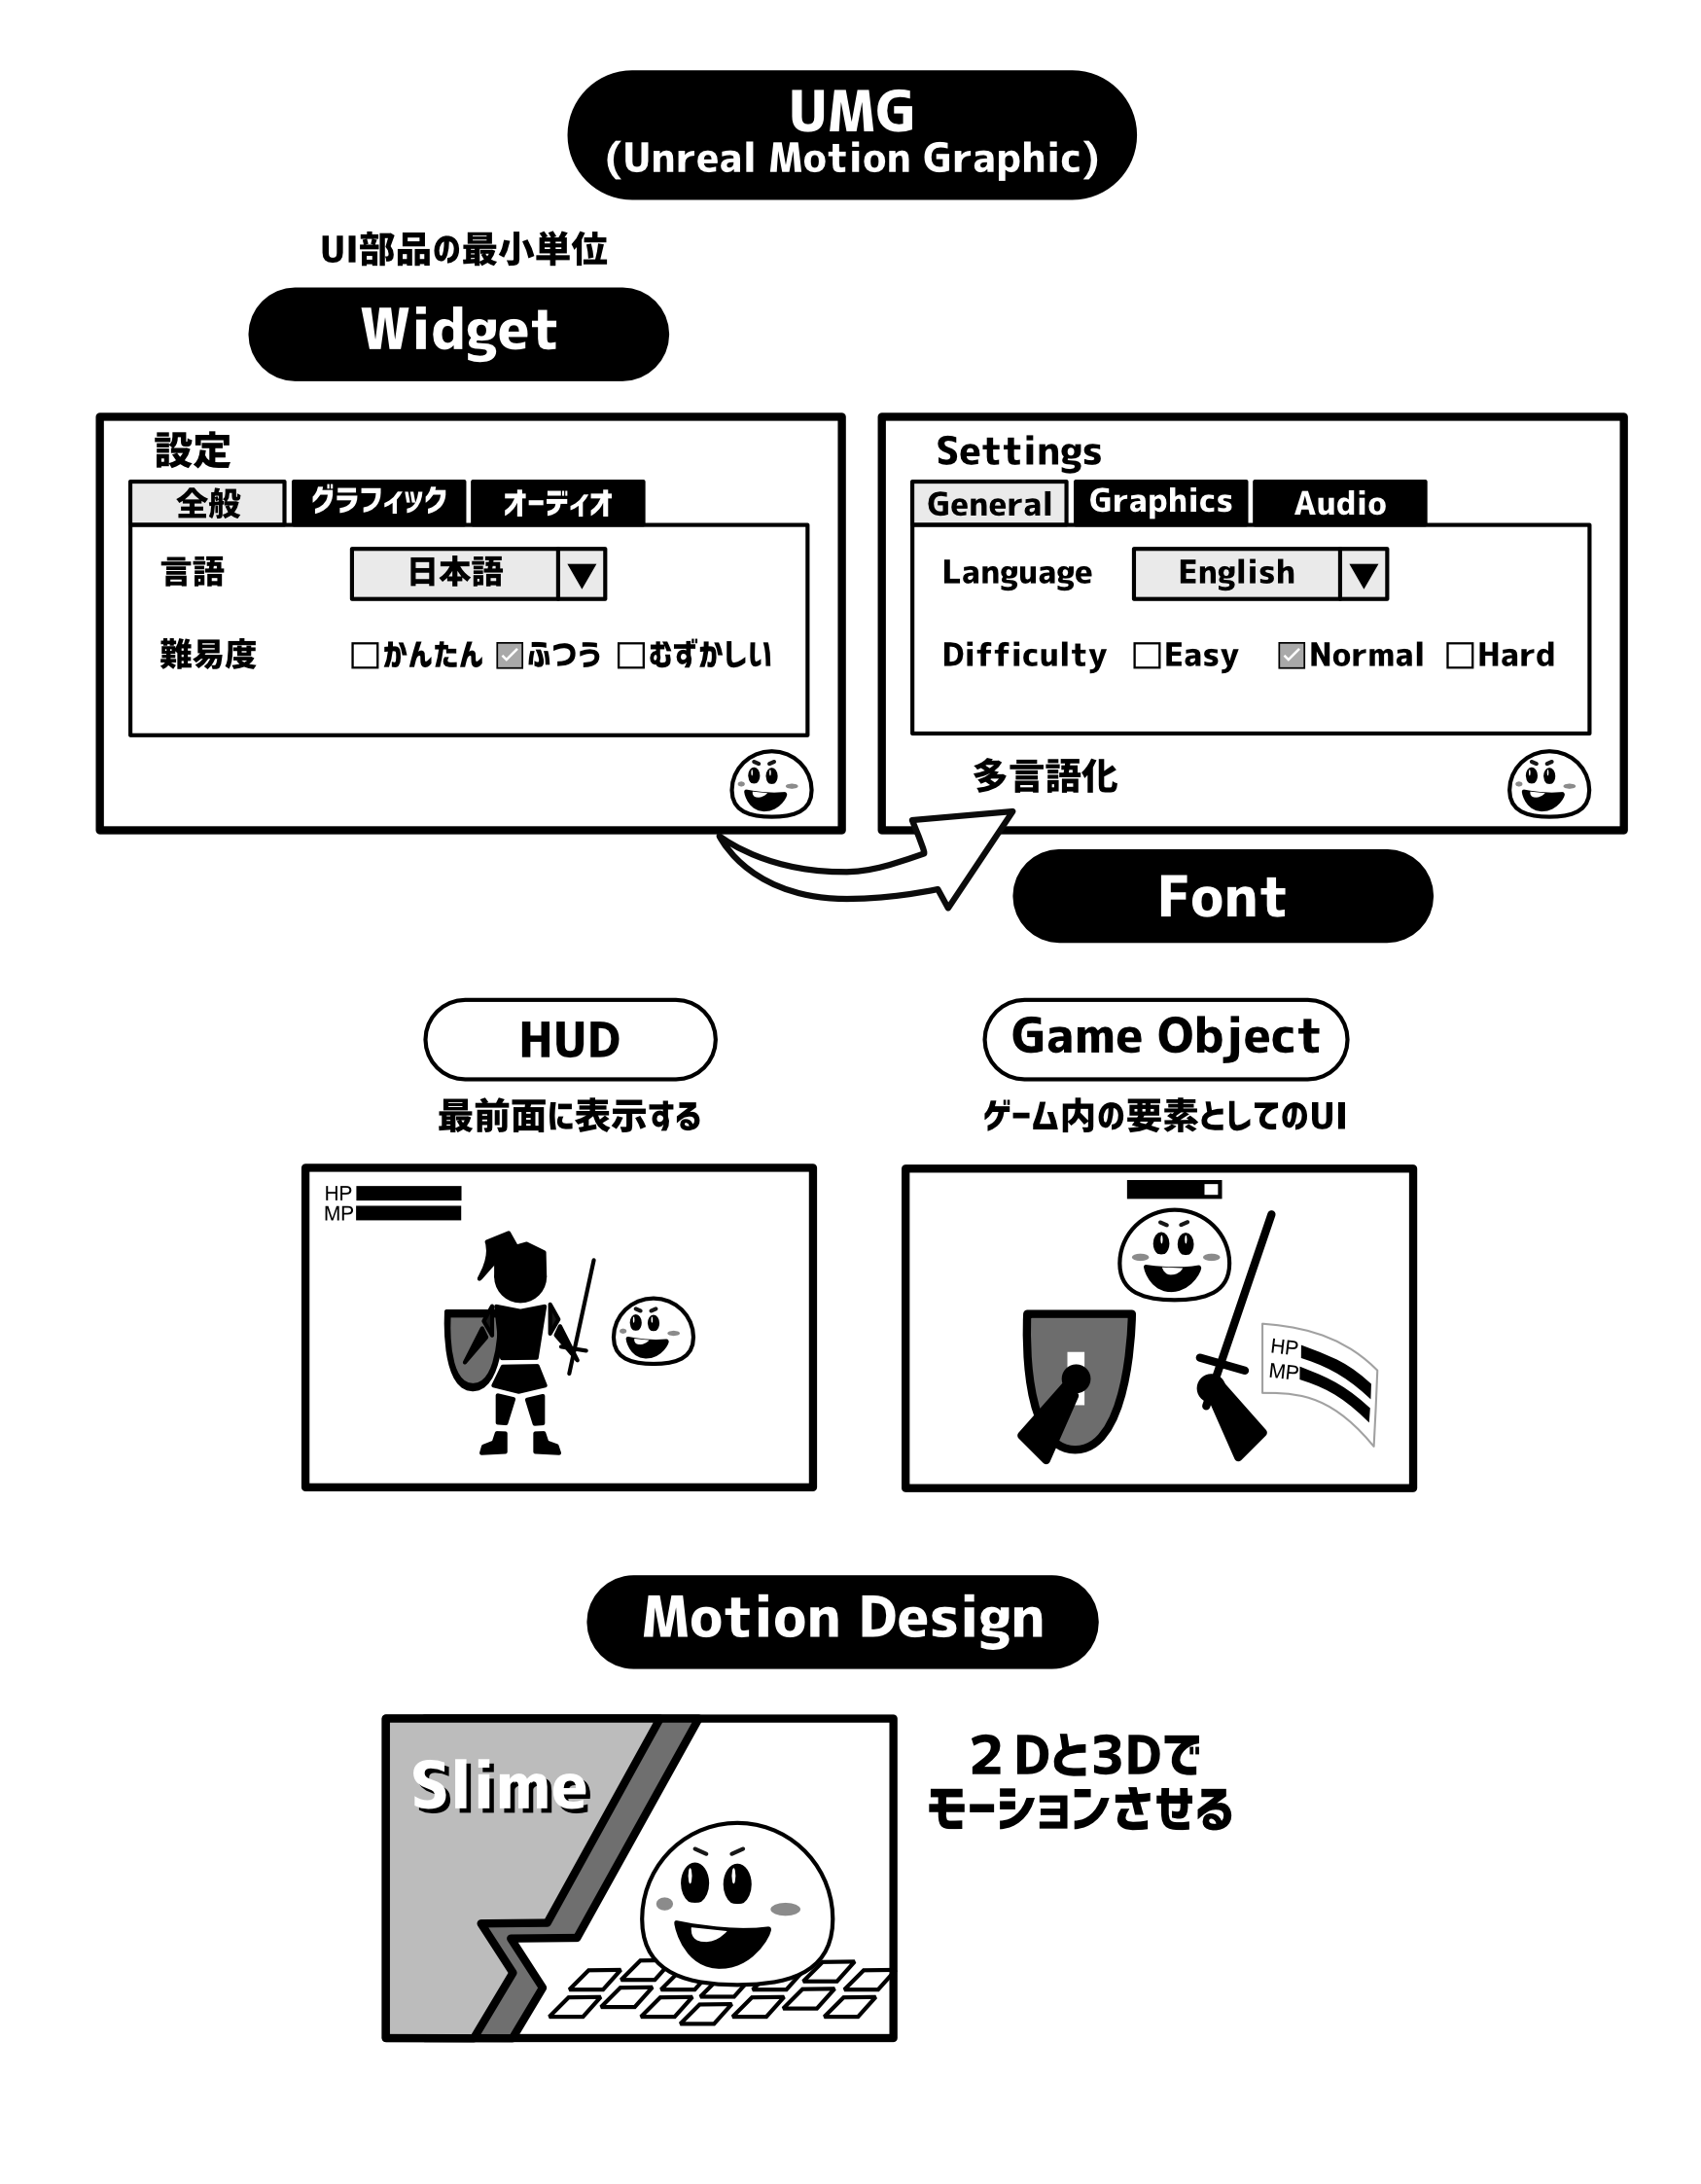 UMG
(Unreal Motion Graphic)
UI部品の最小単位
Widget
設定
全般 グラフィック オーディオ
言語 日本語 ▼
難易度 かんたん ふつう むずかしい
Settings
General Graphics Audio
Language English ▼
Difficulty Easy Normal Hard
多言語化
Font
HUD
最前面に表示する
HP
MP
Game Object
ゲーム内の要素としてのUI
HP
MP
Motion Design
Slime
２Dと3Dで
モーションさせる